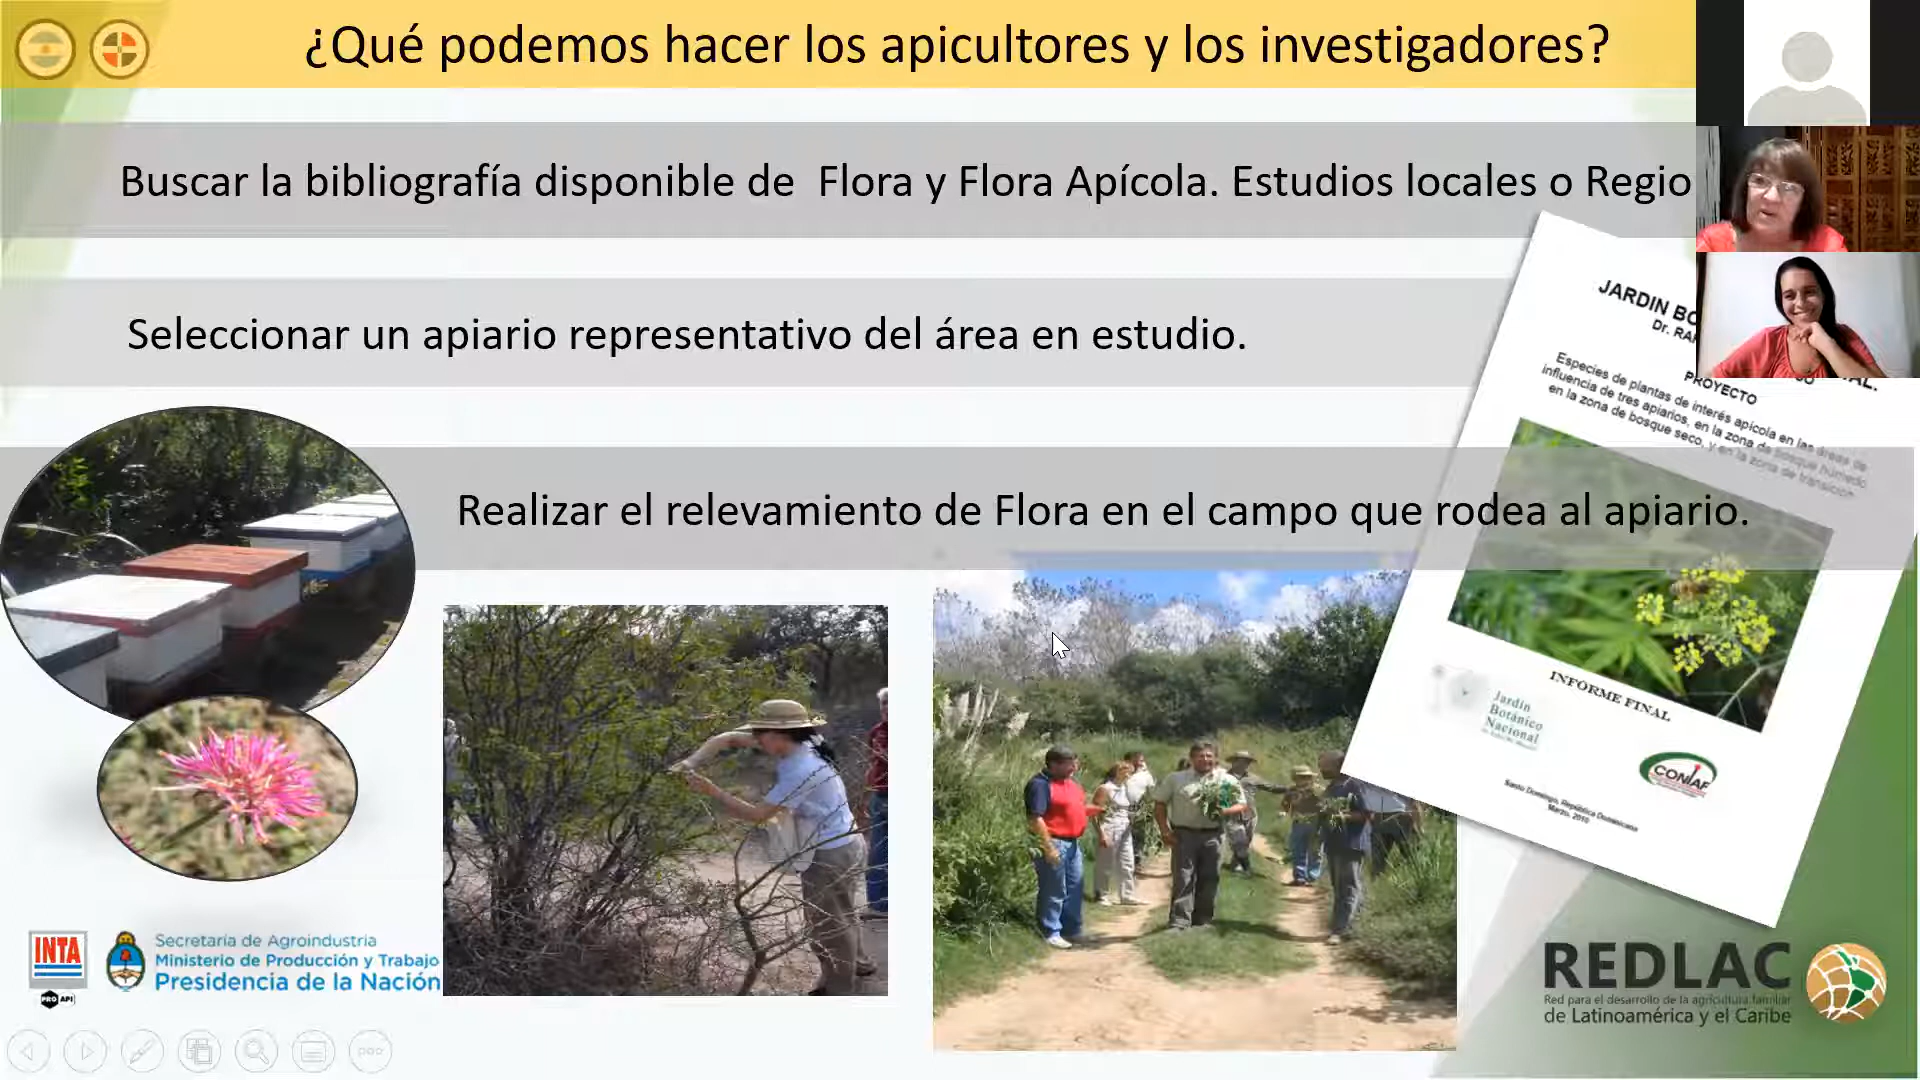 ¿Qué podemos hacer los apicultores y los investigadores?
Buscar la bibliografía disponible de Flora y Flora Apícola. Estudios locales o Regio
Seleccionar un apiario representativo del área en estudio.
JARDIN BO
Dr. RA
AL.
PROYECTO
Especies de plantas de interés apícola en las áreas de
influencia de tres apiarios, en la zona de bosque húmedo
en la zona de bosque seco, y en la zona de transición
Realizar el relevamiento de Flora en el campo que rodea al apiario.
INFORME FINAL
Jardín
Botánico
Nacional
CONIAF
Santo Domingo, República Dominicana
Marzo, 2010
INTA
PRO API
Secretaría de Agroindustria
Ministerio de Producción y Trabajo
Presidencia de la Nación
REDLAC
Red para el desarrollo de la agricultura familiar
de Latinoamérica y el Caribe